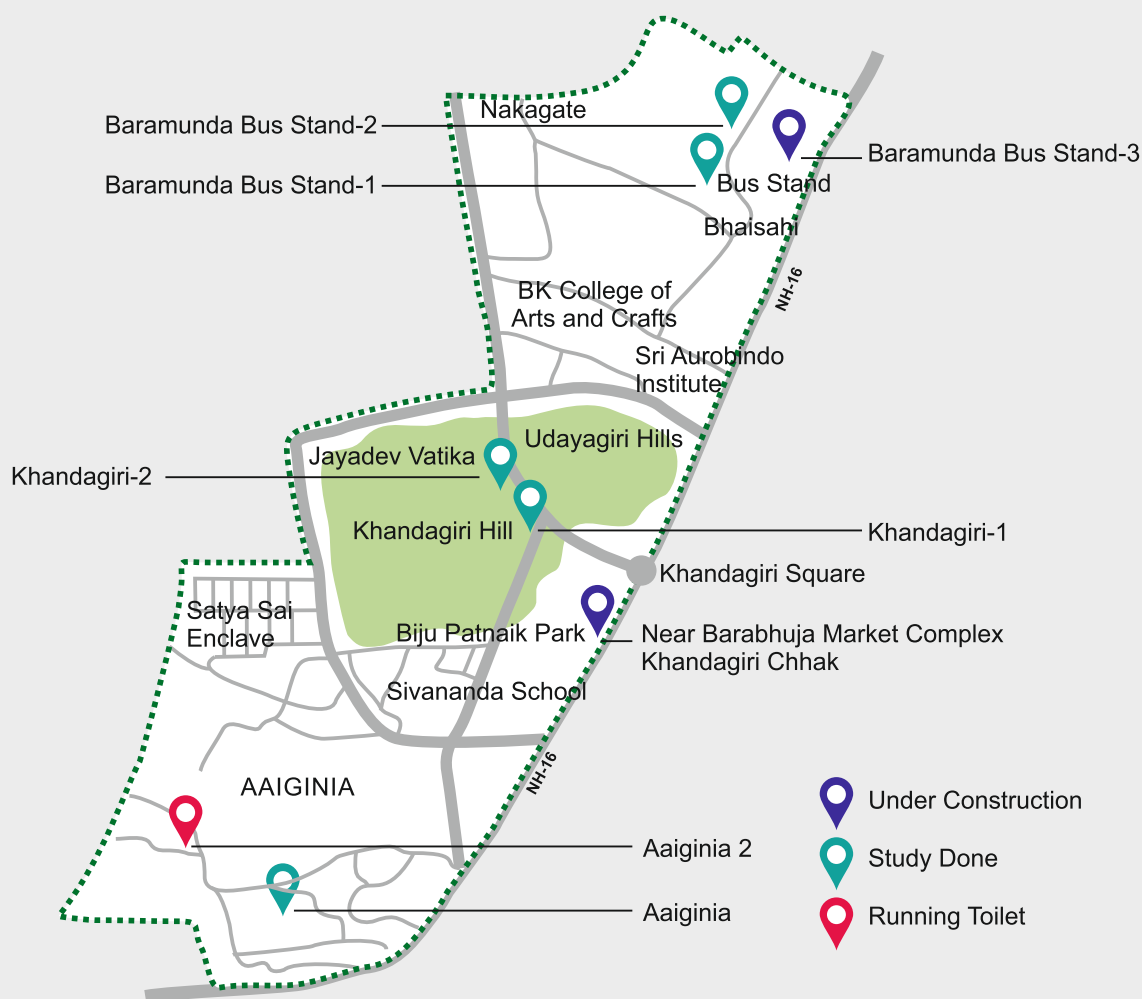 Nakagate
Baramunda Bus Stand-2
Baramunda Bus Stand-3
Baramunda Bus Stand-1
Bus Stand
Bhaisahi
NH-16
BK College of
Arts and Crafts
Sri Aurobindo
Institute
Udayagiri Hills
Jayadev Vatika
Khandagiri-2
Khandagiri Hill
Khandagiri-1
Khandagiri Square
Satya Sai
Enclave
Biju Patnaik Park
Near Barabhuja Market Complex
Khandagiri Chhak
Sivananda School
NH-16
AAIGINIA
Under Construction
Aaiginia 2
Study Done
Aaiginia
Running Toilet